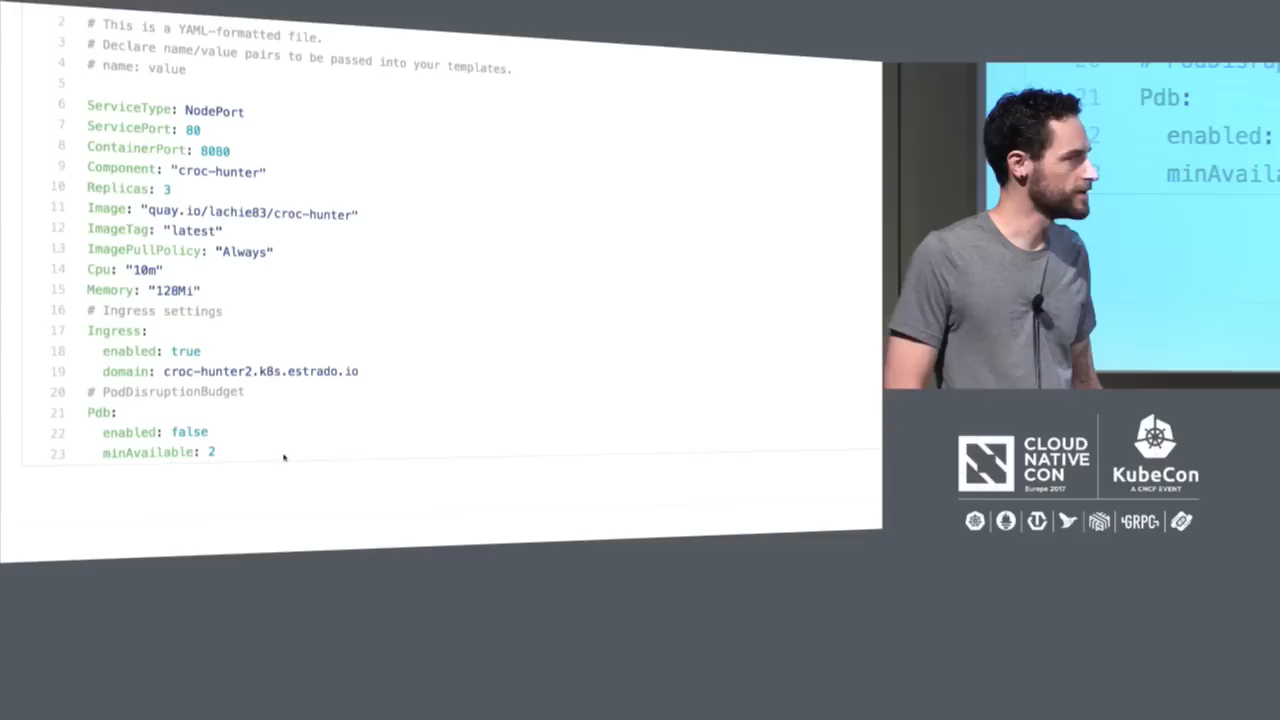 2 # This is a YAML-formatted file.
3 # Declare name/value pairs to be passed into your templates.
4 # name: value
5
6 ServiceType: NodePort
7 ServicePort: 80
8 ContainerPort: 8080
9 Component: "croc-hunter"
10 Replicas: 3
11 Image: "quay.io/lachie83/croc-hunter"
12 ImageTag: "latest"
13 ImagePullPolicy: "Always"
14 Cpu: "10m"
15 Memory: "128Mi"
16 # Ingress settings
17 Ingress:
18 enabled: true
19 domain: croc-hunter2.k8s.estrado.io
20 # PodDisruptionBudget
21 Pdb:
22 enabled: false
23 minAvailable: 2
21 Pdb:
enabled:
CLOUD
NATIVE
CON
Europe 2017
KubeCon
A CNCF EVENT
GRPC